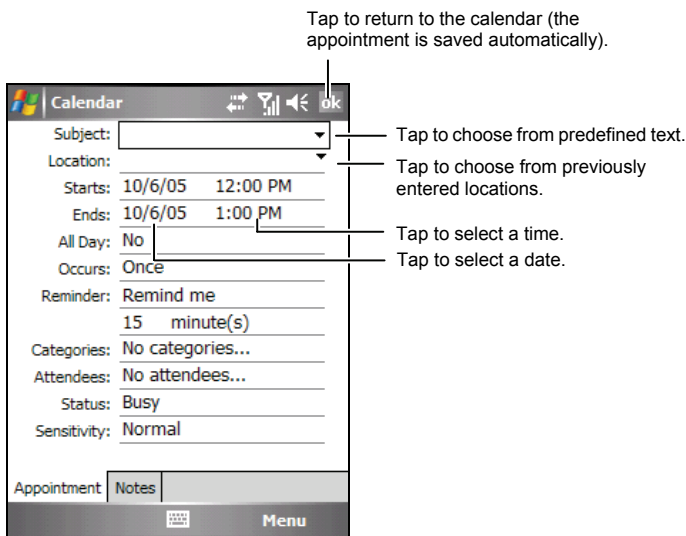 Tap to return to the calendar (the
appointment is saved automatically).
Calendar
ok
Subject:
Tap to choose from predefined text.
Location:
Tap to choose from previously
entered locations.
Starts: 10/6/05 12:00 PM
Ends: 10/6/05 1:00 PM
Tap to select a time.
All Day: No
Tap to select a date.
Occurs: Once
Reminder: Remind me
15 minute(s)
Categories: No categories...
Attendees: No attendees...
Status: Busy
Sensitivity: Normal
Appointment Notes
Menu